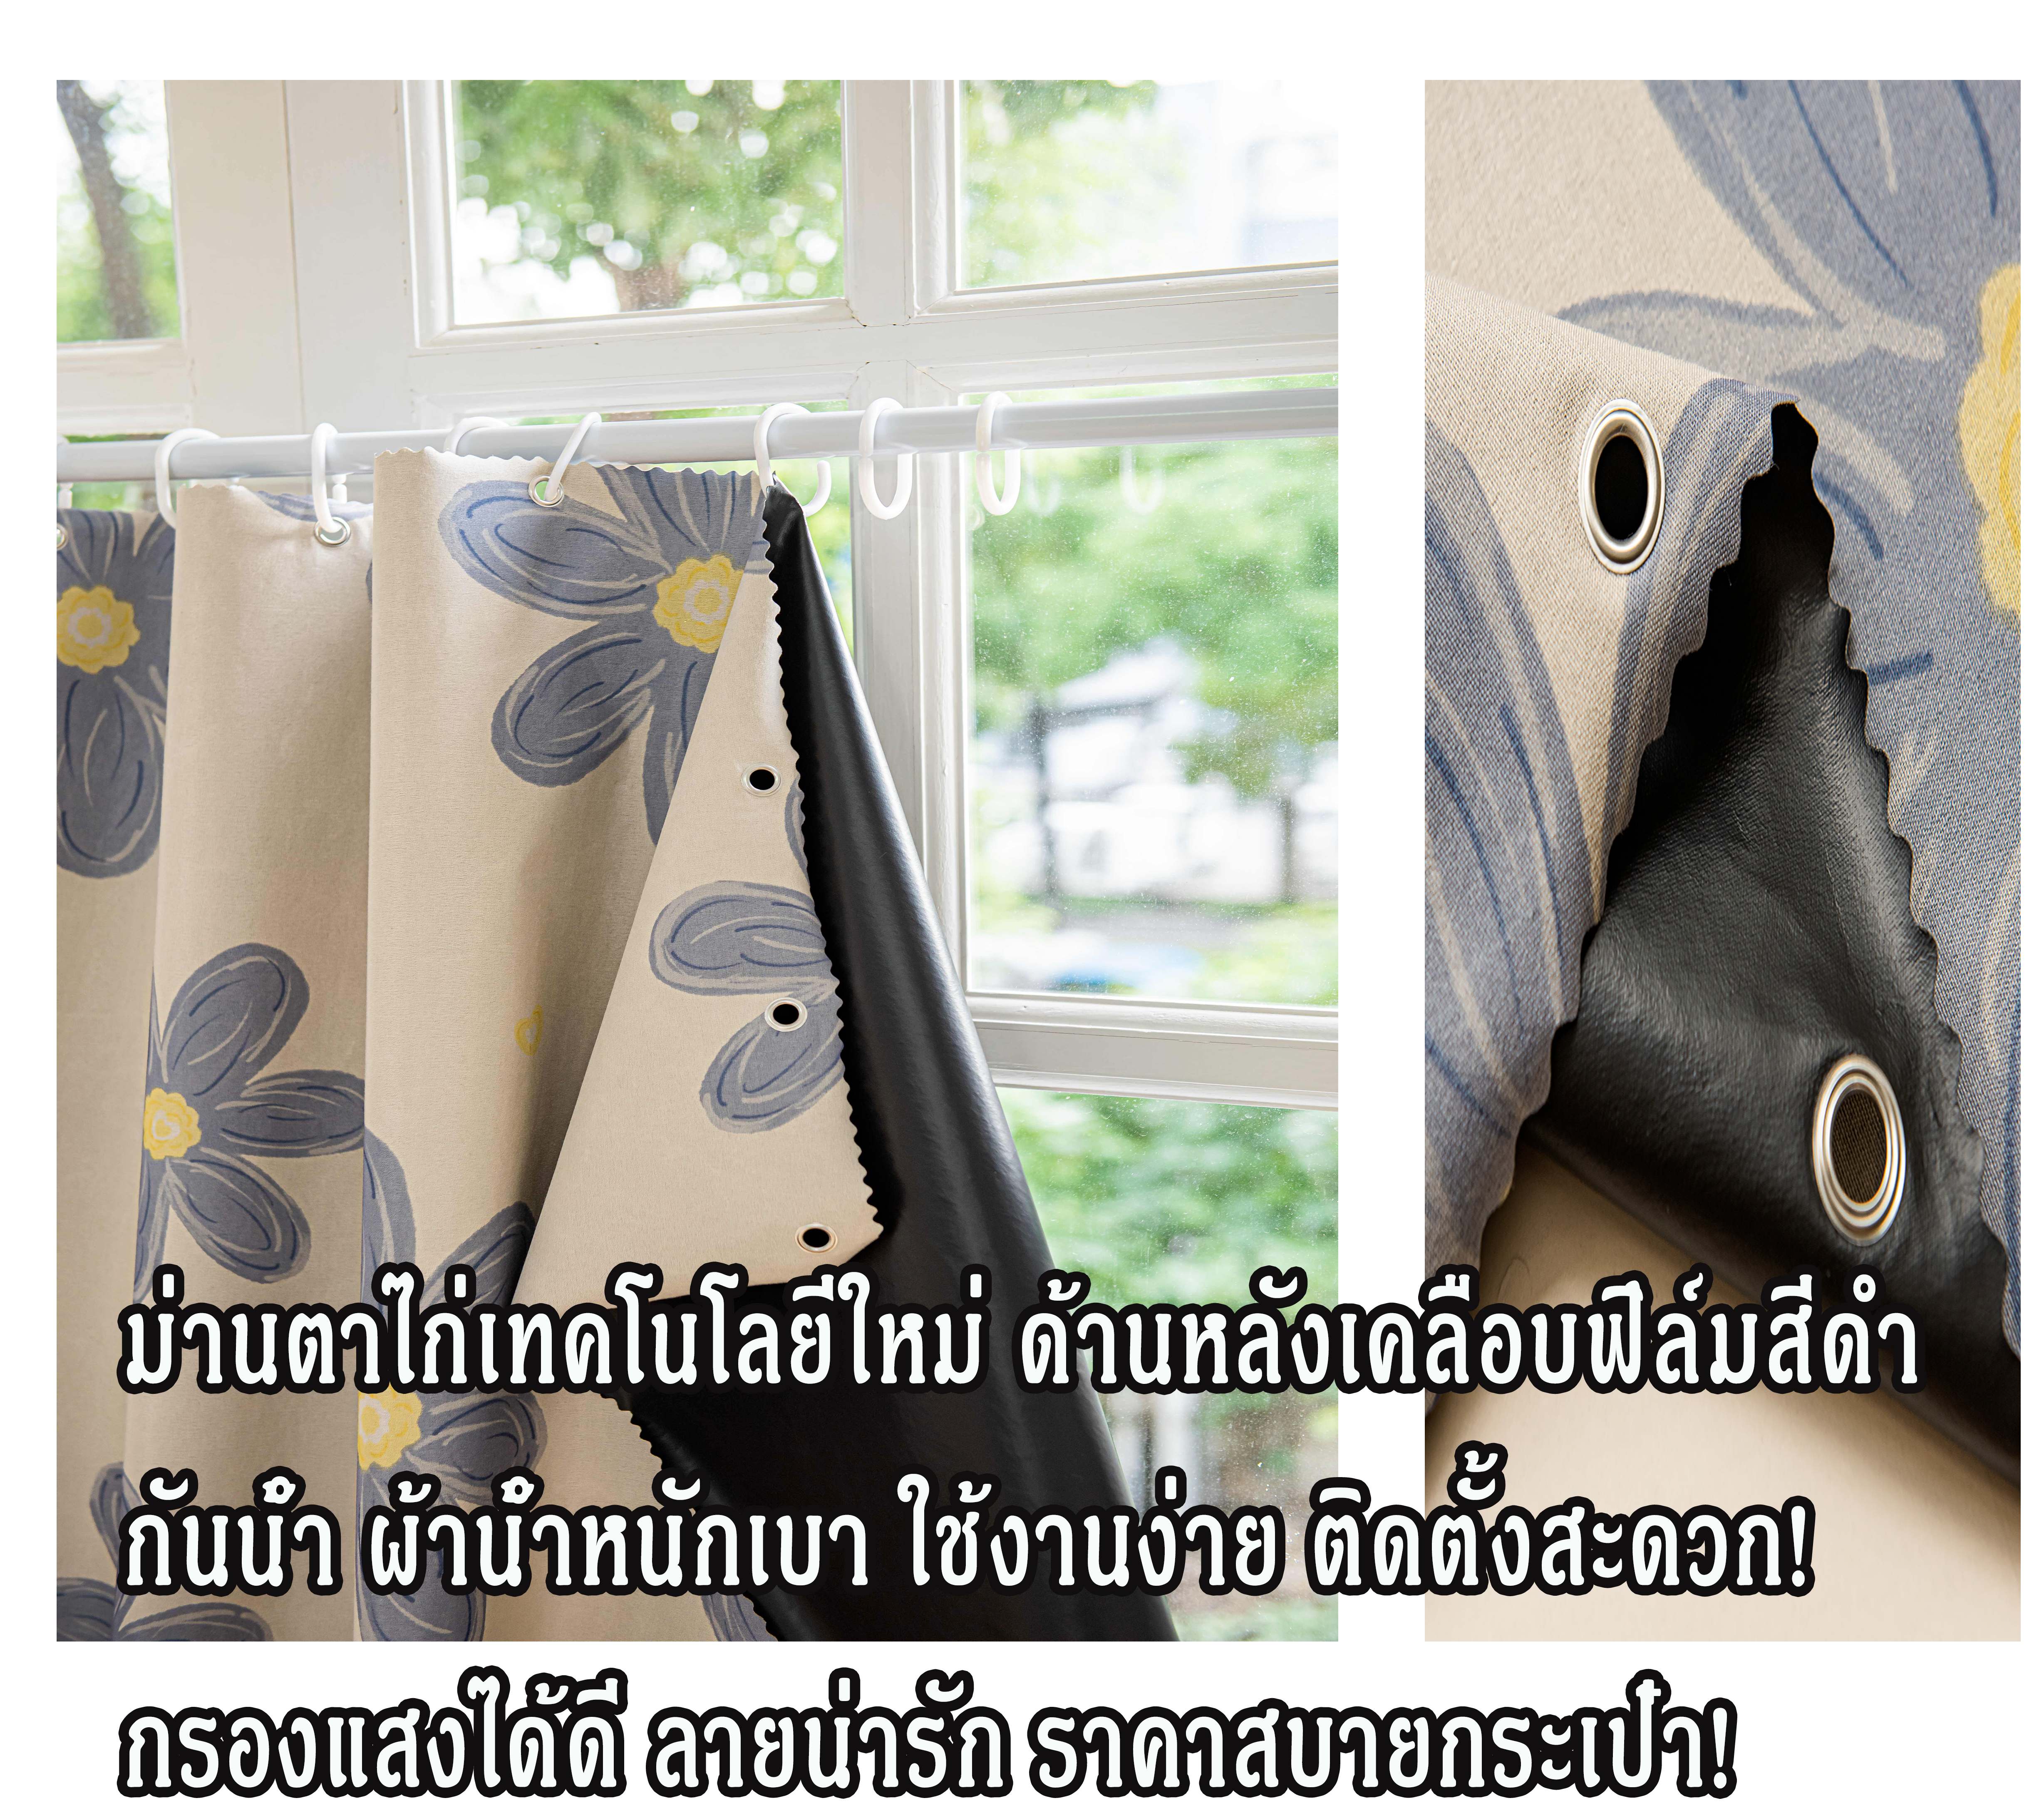 ม่านตาไก่เทคโนโลยีใหม่ ด้านหลังเคลือบฟิล์มสีดำ
กันน้ำ ผ้าน้ำหนักเบา ใช้งานง่าย ติดตั้งสะดวก!
กรองแสงได้ดี ลายน่ารัก ราคาสบายกระเป๋า!